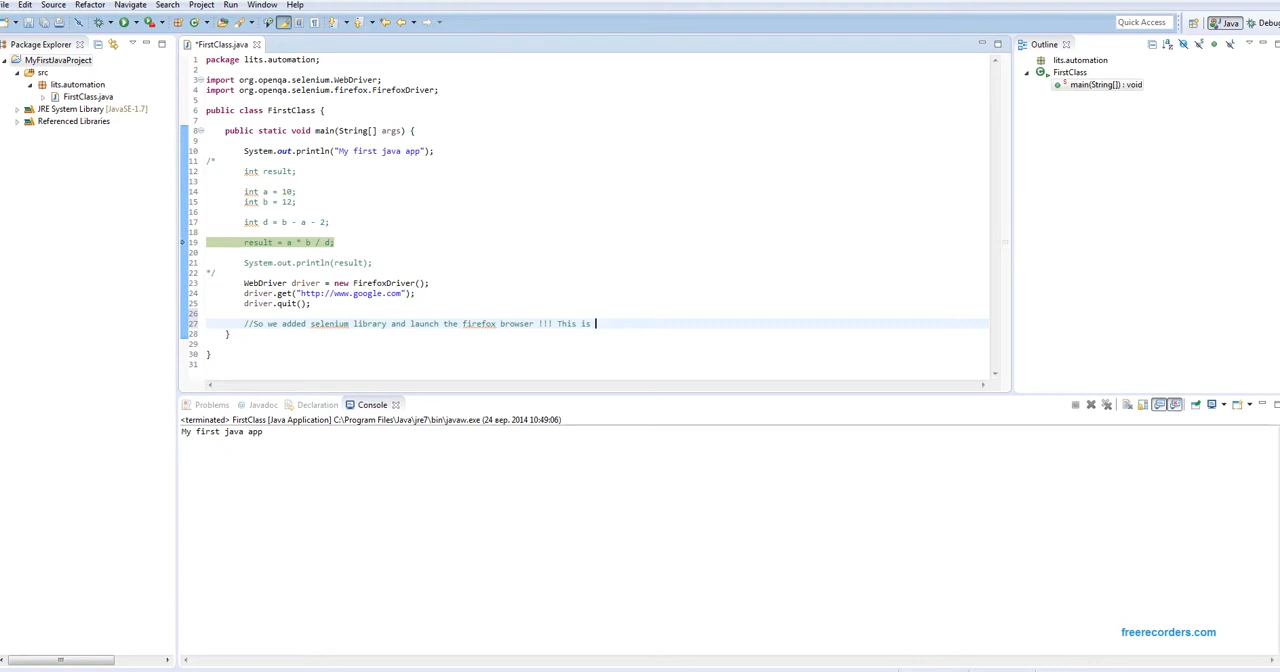 File Edit Source Refactor Navigate Search Project Run Window Help
Quick Access Java Debug
Package Explorer
MyFirstJavaProject
src
lits.automation
FirstClass.java
JRE System Library [JavaSE-1.7]
Referenced Libraries
*FirstClass.java
1 package lits.automation;
2
3 import org.openqa.selenium.WebDriver;
4 import org.openqa.selenium.firefox.FirefoxDriver;
5
6 public class FirstClass {
7
8 public static void main(String[] args) {
9
10 System.out.println("My first java app");
11 /*
12 int result;
13
14 int a = 10;
15 int b = 12;
16
17 int d = b - a - 2;
18
19 result = a * b / d;
20
21 System.out.println(result);
22 */
23 WebDriver driver = new FirefoxDriver();
24 driver.get("http://www.google.com");
25 driver.quit();
26
27 //So we added selenium library and launch the firefox browser !!! This is
28 }
29
30 }
31
Outline
lits.automation
FirstClass
main(String[]) : void
Problems Javadoc Declaration Console
<terminated> FirstClass [Java Application] C:\Program Files\Java\jre7\bin\javaw.exe (24 вер. 2014 10:49:06)
My first java app
freerecorders.com